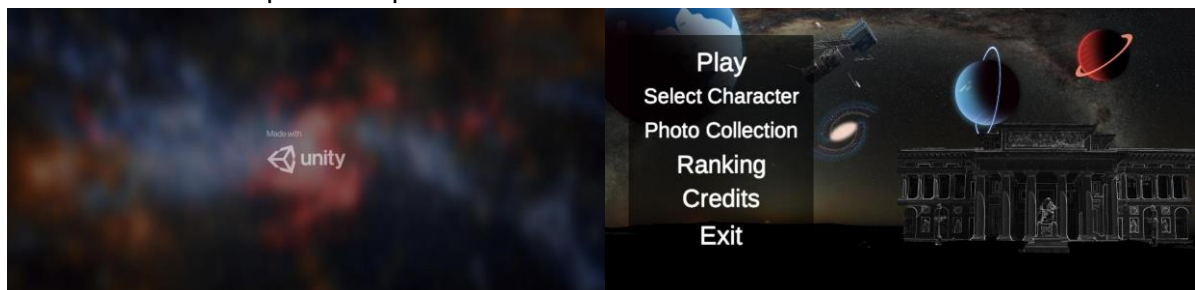 Made with
unity
Play
Select Character
Photo Collection
Ranking
Credits
Exit